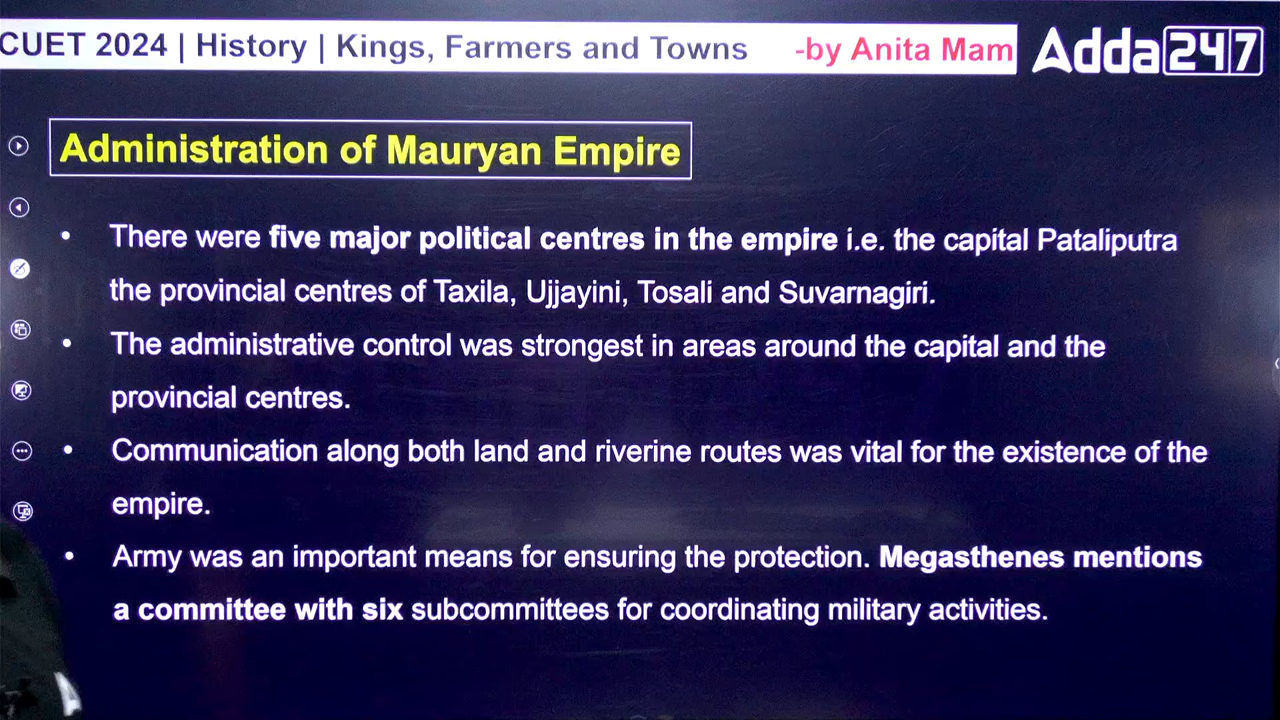 CUET 2024 | History | Kings, Farmers and Towns -by Anita Mam
Adda247
Administration of Mauryan Empire
• There were five major political centres in the empire i.e. the capital Pataliputra
the provincial centres of Taxila, Ujjayini, Tosali and Suvarnagiri.
• The administrative control was strongest in areas around the capital and the
provincial centres.
• Communication along both land and riverine routes was vital for the existence of the
empire.
• Army was an important means for ensuring the protection. Megasthenes mentions
a committee with six subcommittees for coordinating military activities.